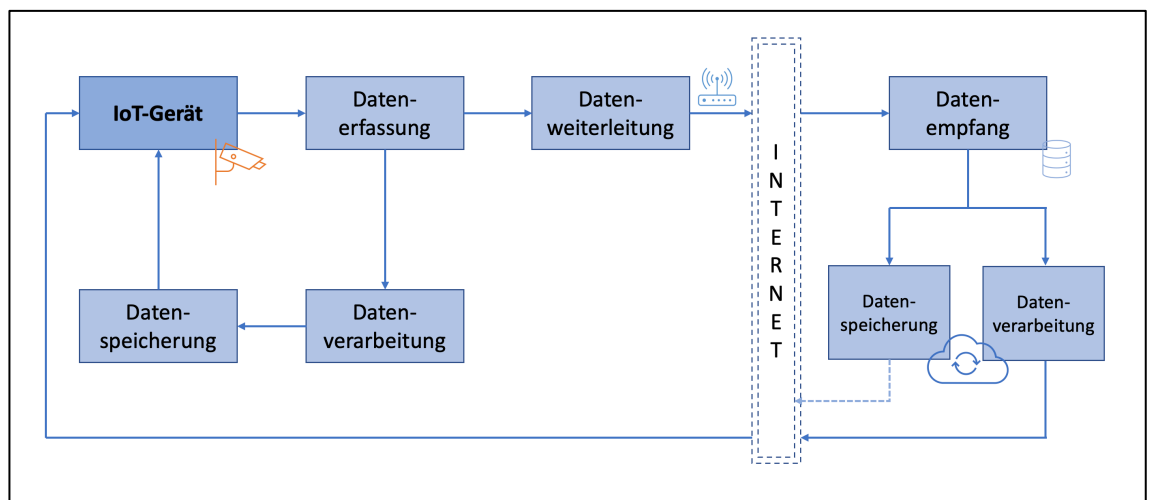 IoT-Gerät
Daten-
erfassung
Daten-
weiterleitung
I
N
T
E
R
N
E
T
Daten-
empfang
Daten-
speicherung
Daten-
verarbeitung
Daten-
speicherung
Daten-
verarbeitung